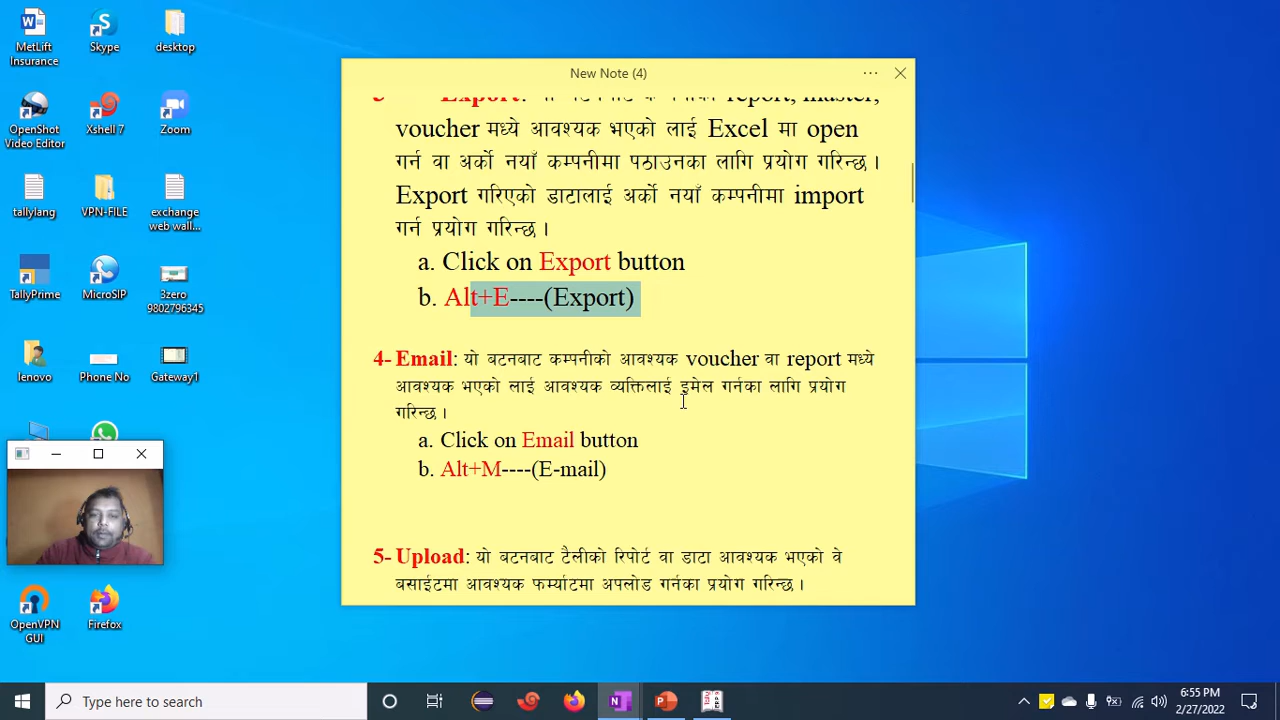 MetLift
Insurance
Skype
desktop
OpenShot
Video Editor
Xshell 7
Zoom
tallylang
VPN-FILE
exchange
web wall...
TallyPrime
MicroSIP
3zero
9802796345
lenovo
Phone No
Gateway1
OpenVPN
GUI
Firefox
New Note (4)
Export: report, master,
voucher मध्ये आवश्यक भएको लाई Excel मा open
गर्न वा अर्को नयाँ कम्पनीमा पठाउनका लागि प्रयोग गरिन्छ ।
Export गरिएको डाटालाई अर्को नयाँ कम्पनीमा import
गर्न प्रयोग गरिन्छ ।
a. Click on Export button
b. Alt+E----(Export)
4- Email: यो बटनबाट कम्पनीको आवश्यक voucher वा report मध्ये
आवश्यक भएको लाई आवश्यक व्यक्तिलाई इमेल गर्नका लागि प्रयोग
गरिन्छ ।
a. Click on Email button
b. Alt+M----(E-mail)
5- Upload: यो बटनबाट टैलीको रिपोर्ट वा डाटा आवश्यक भएको वे
बसाईटमा आवश्यक फर्म्याटमा अपलोड गर्नका प्रयोग गरिन्छ ।
Type here to search
6:55 PM
2/27/2022